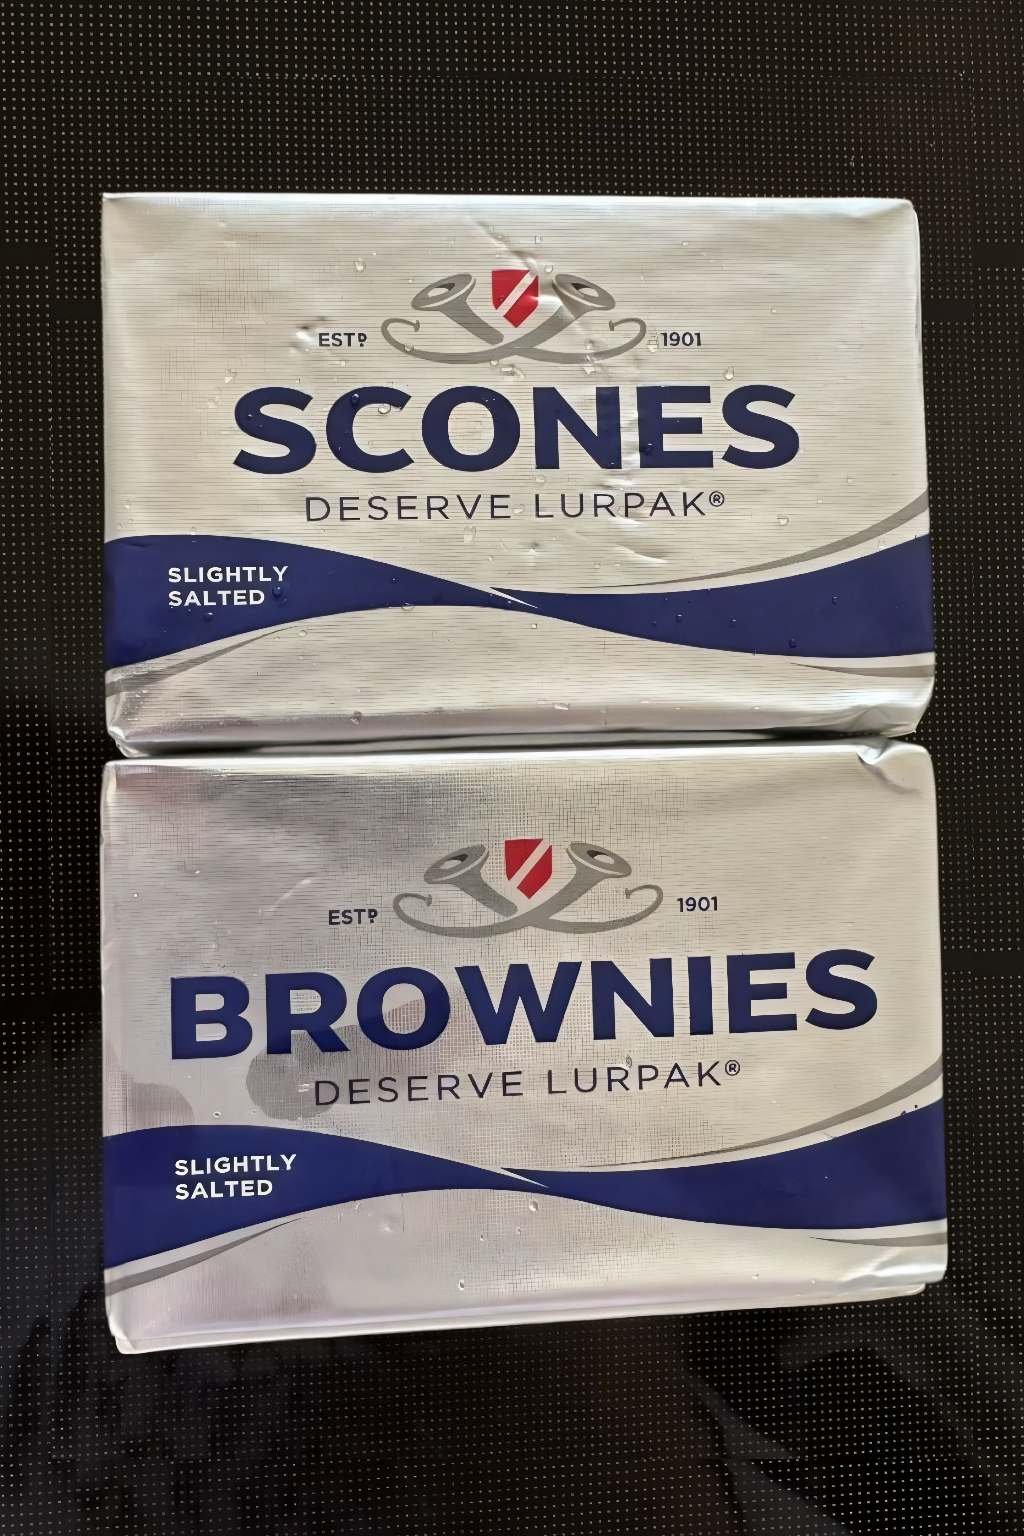 ESTD 1901
SCONES
DESERVE LURPAK®
SLIGHTLY
SALTED
ESTD 1901
BROWNIES
DESERVE LURPAK®
SLIGHTLY
SALTED